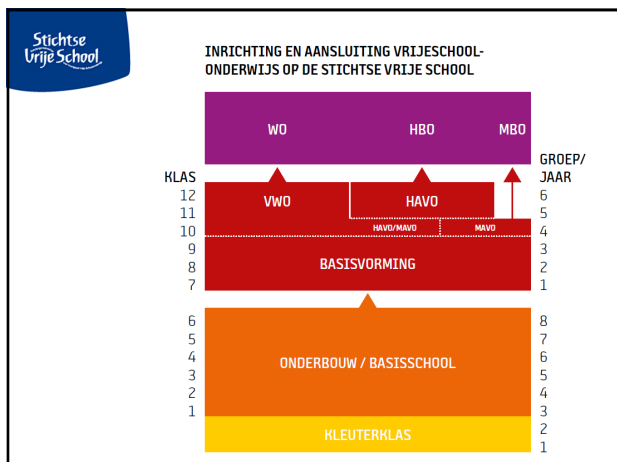 Stichtse
Vrije School
INRICHTING EN AANSLUITING VRIJESCHOOL-
ONDERWIJS OP DE STICHTSE VRIJE SCHOOL
WO HBO MBO
KLAS
GROEP/
JAAR
12 VWO HAVO 6
11 5
10 HAVO/MAVO MAVO 4
9 3
8 BASISVORMING 2
7 1
6 8
5 7
4 ONDERBOUW / BASISSCHOOL 6
3 5
2 4
1 3
KLEUTERKLAS 2
1